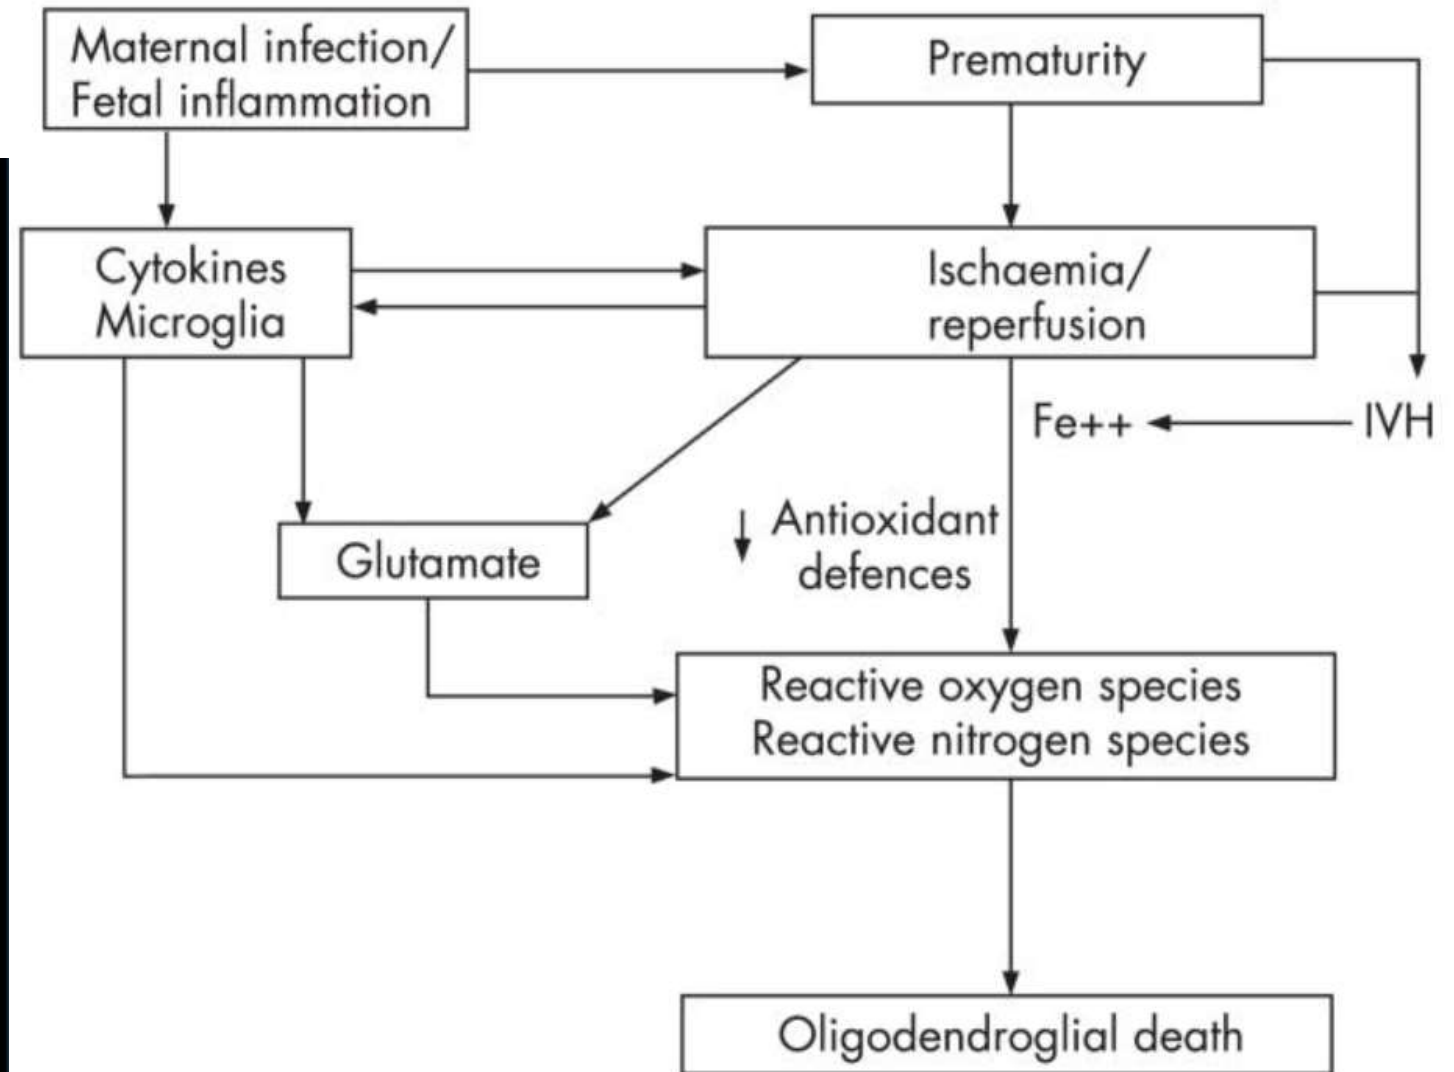 Maternal infection/
Fetal inflammation
Prematurity
Cytokines
Microglia
Ischaemia/
reperfusion
Fe++
IVH
Antioxidant
defences
Glutamate
Reactive oxygen species
Reactive nitrogen species
Oligodendroglial death